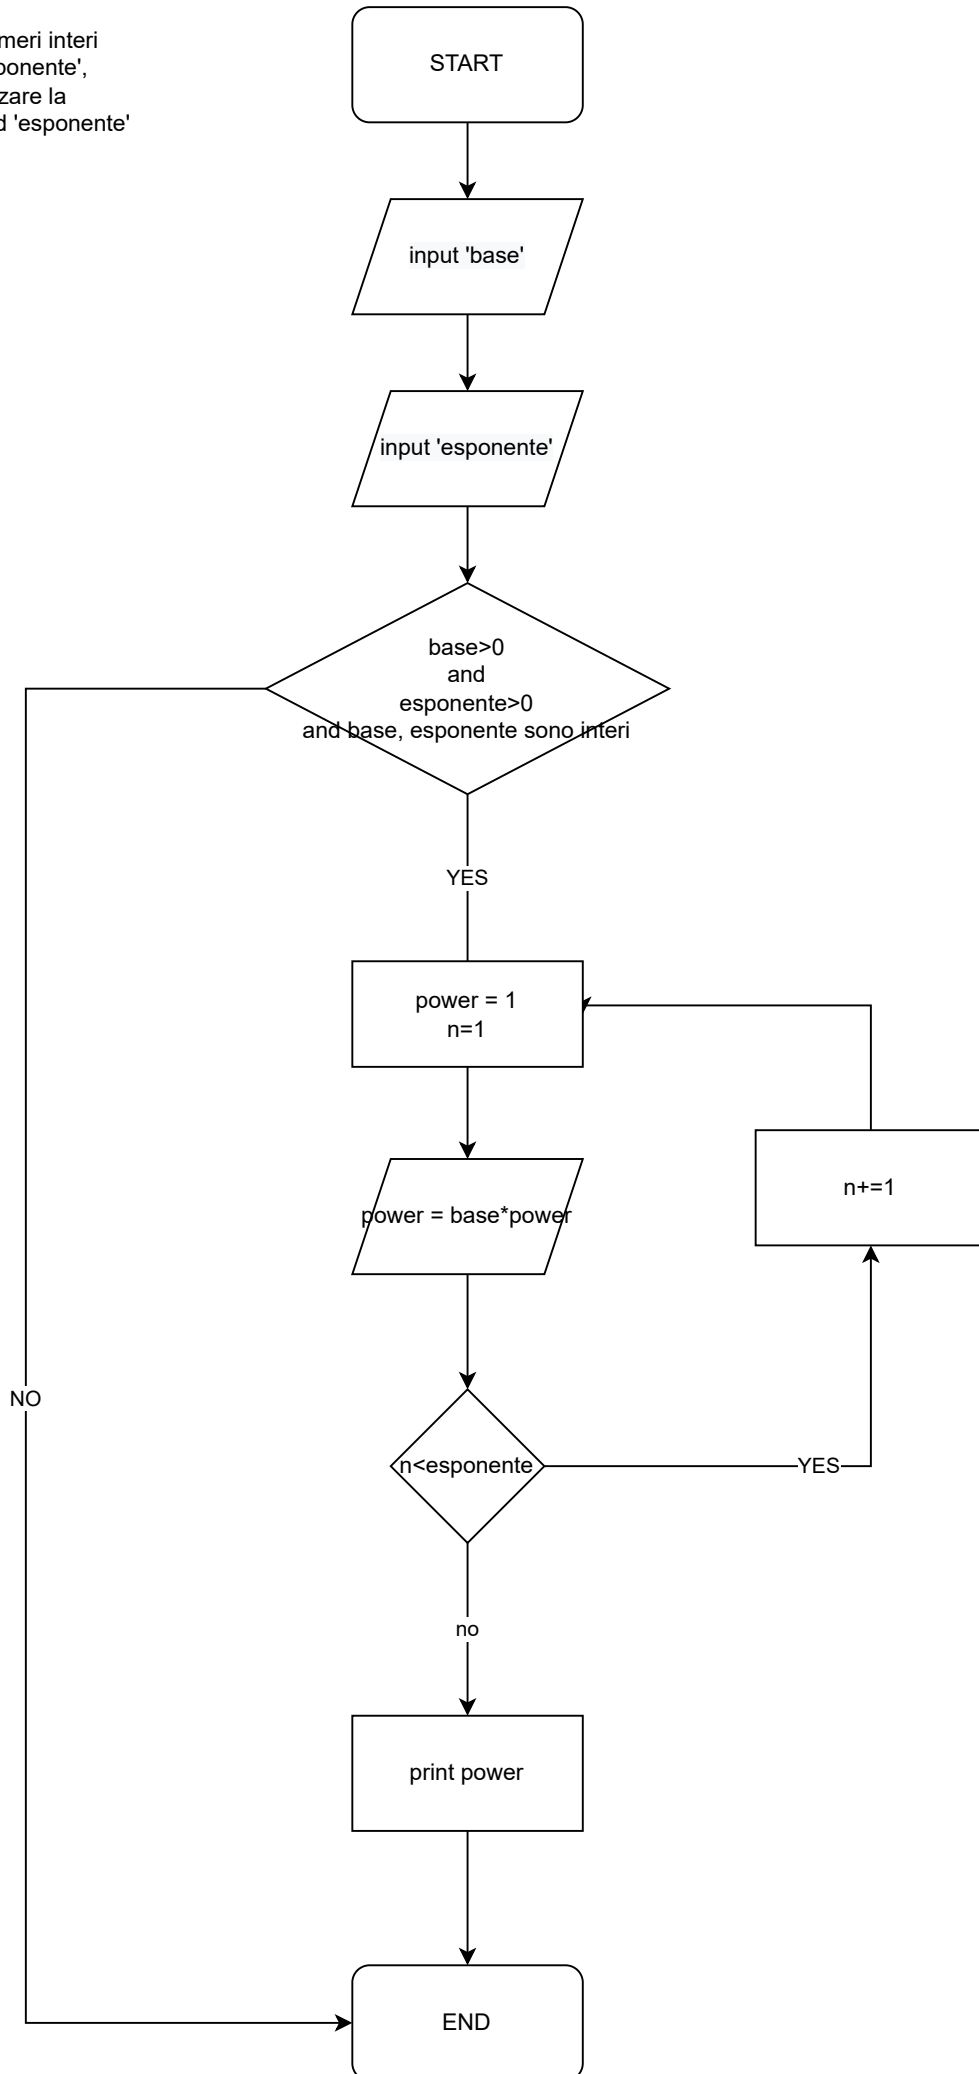 meri interi
ponente',
zare la
d 'esponente'
START
input 'base'
input 'esponente'
base>0
and
esponente>0
and base, esponente sono interi
YES
power = 1
n=1
n+=1
power = base*power
NO
n<esponente
YES
no
print power
END